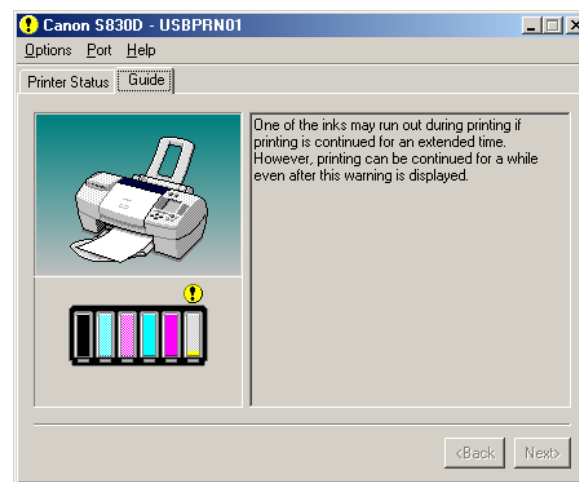 Canon S830D - USBPRN01
Options Port Help
Printer Status Guide
One of the inks may run out during printing if
printing is continued for an extended time.
However, printing can be continued for a while
even after this warning is displayed.
<Back Next>